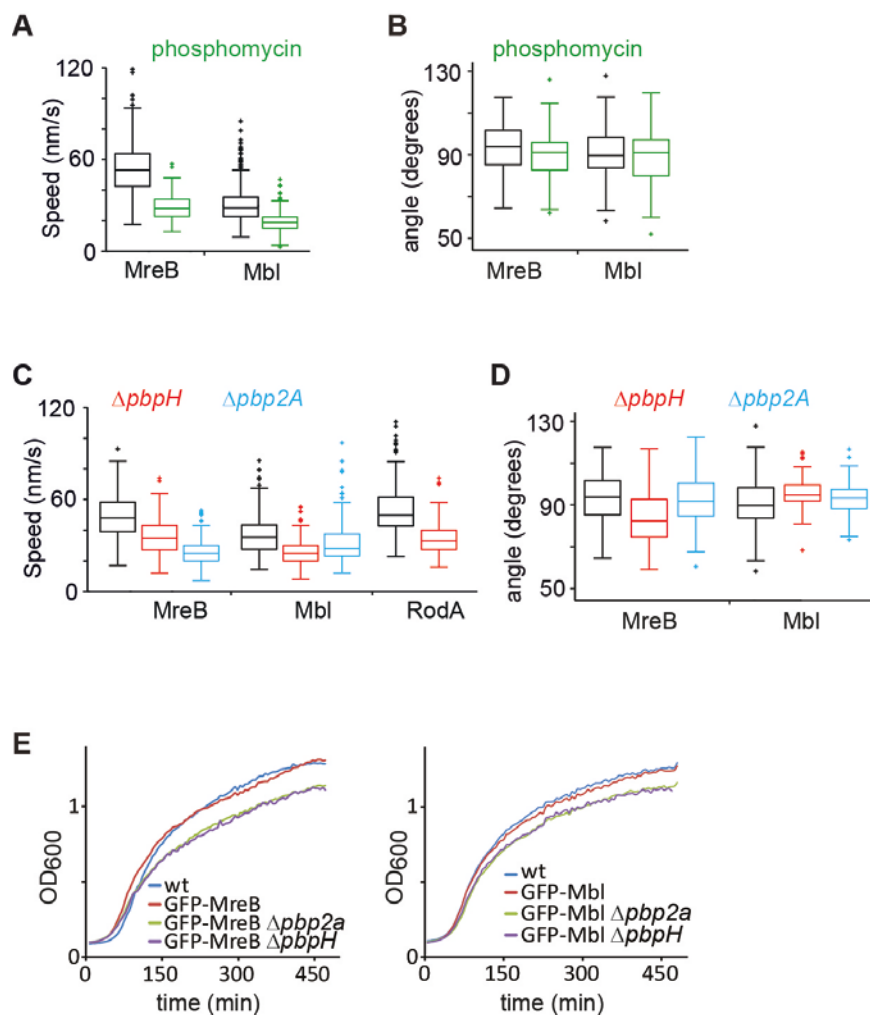 A
phosphomycin
120
60
0
Speed (nm/s)
MreB Mbl
B
phosphomycin
130
90
50
angle (degrees)
MreB Mbl
C
ΔpbpH Δpbp2A
120
60
0
Speed (nm/s)
MreB Mbl RodA
D
ΔpbpH Δpbp2A
130
90
50
angle (degrees)
MreB Mbl
E
1
0
OD600
wt
GFP-MreB
GFP-MreB Δpbp2a
GFP-MreB ΔpbpH
0 150 300 450
time (min)
1
OD600
wt
GFP-Mbl
GFP-Mbl Δpbp2a
GFP-Mbl ΔpbpH
0 150 300 450
time (min)